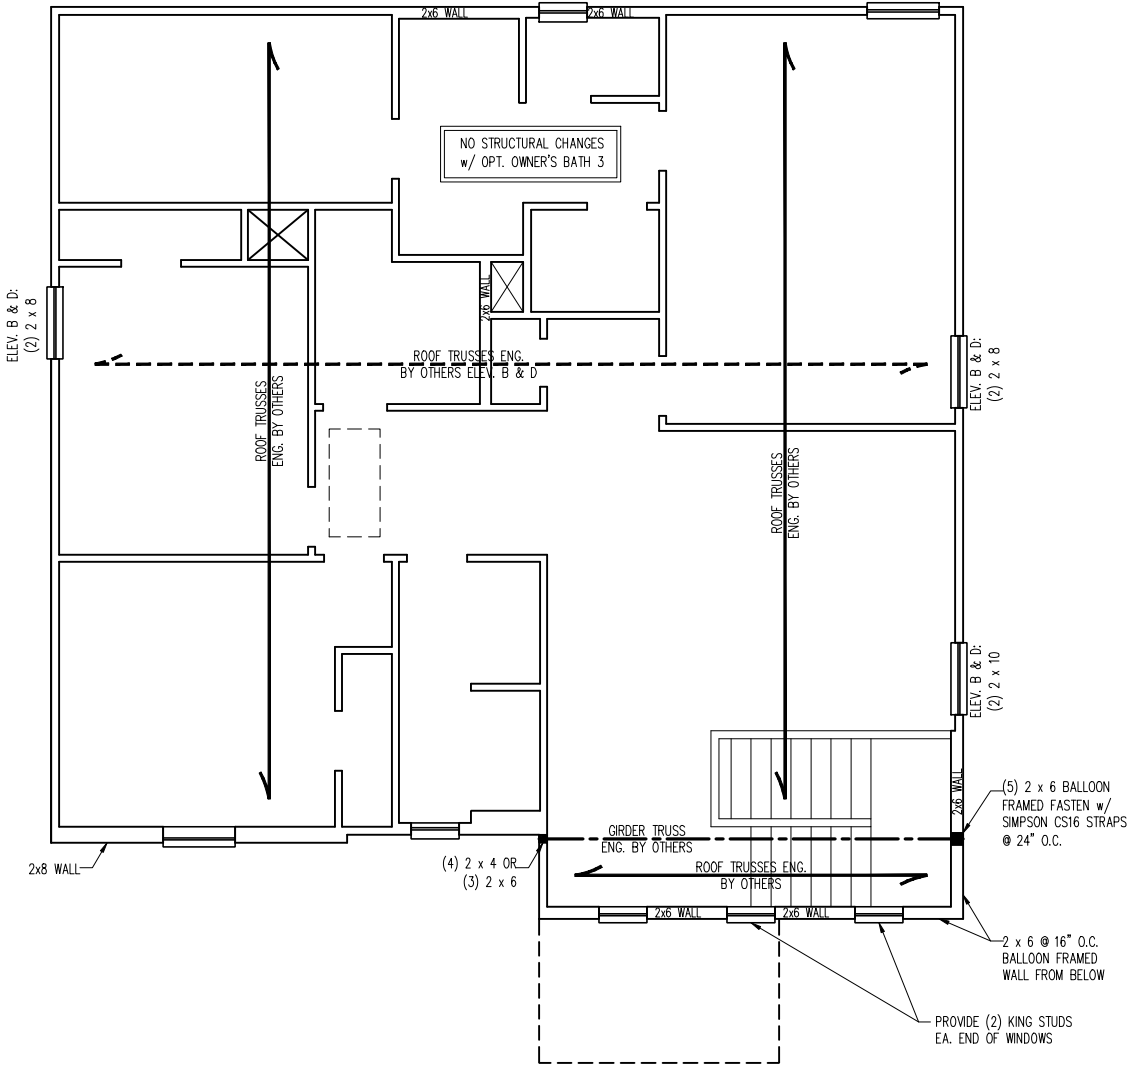 2x6 WALL
2x6 WALL
NO STRUCTURAL CHANGES
w/ OPT. OWNER'S BATH 3
ELEV. B & D:
(2) 2 x 8
2x6 WALL
ROOF TRUSSES ENG.
BY OTHERS ELEV. B & D
ELEV. B & D:
(2) 2 x 8
ROOF TRUSSES
ENG. BY OTHERS
ROOF TRUSSES
ENG. BY OTHERS
ELEV. B & D:
(2) 2 x 10
2x6 WALL
(5) 2 x 6 BALLOON
FRAMED FASTEN w/
SIMPSON CS16 STRAPS
@ 24" O.C.
GIRDER TRUSS
ENG. BY OTHERS
2x8 WALL
(4) 2 x 4 OR
(3) 2 x 6
ROOF TRUSSES ENG.
BY OTHERS
2x6 WALL
2x6 WALL
2 x 6 @ 16" O.C.
BALLOON FRAMED
WALL FROM BELOW
PROVIDE (2) KING STUDS
EA. END OF WINDOWS